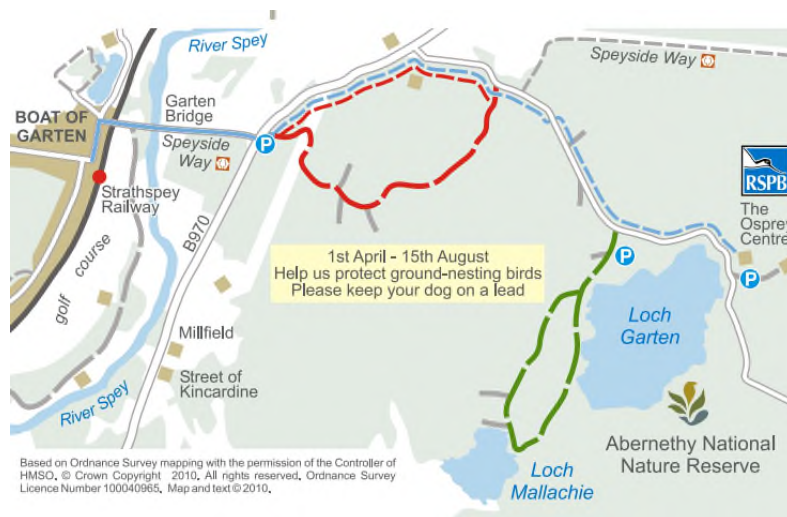 River Spey
Speyside Way
Garten
Bridge
BOAT OF
GARTEN
P
Speyside
Way
RSPB
Strathspey
Railway
The
Osprey
Centre
B970
1st April - 15th August
Help us protect ground-nesting birds
Please keep your dog on a lead
P
P
golf course
Loch
Garten
Millfield
Street of
Kincardine
River Spey
Abernethy National
Nature Reserve
Loch
Mallachie
Based on Ordnance Survey mapping with the permission of the Controller of
HMSO. © Crown Copyright 2010. All rights reserved. Ordnance Survey
Licence Number 100040965. Map and text © 2010.